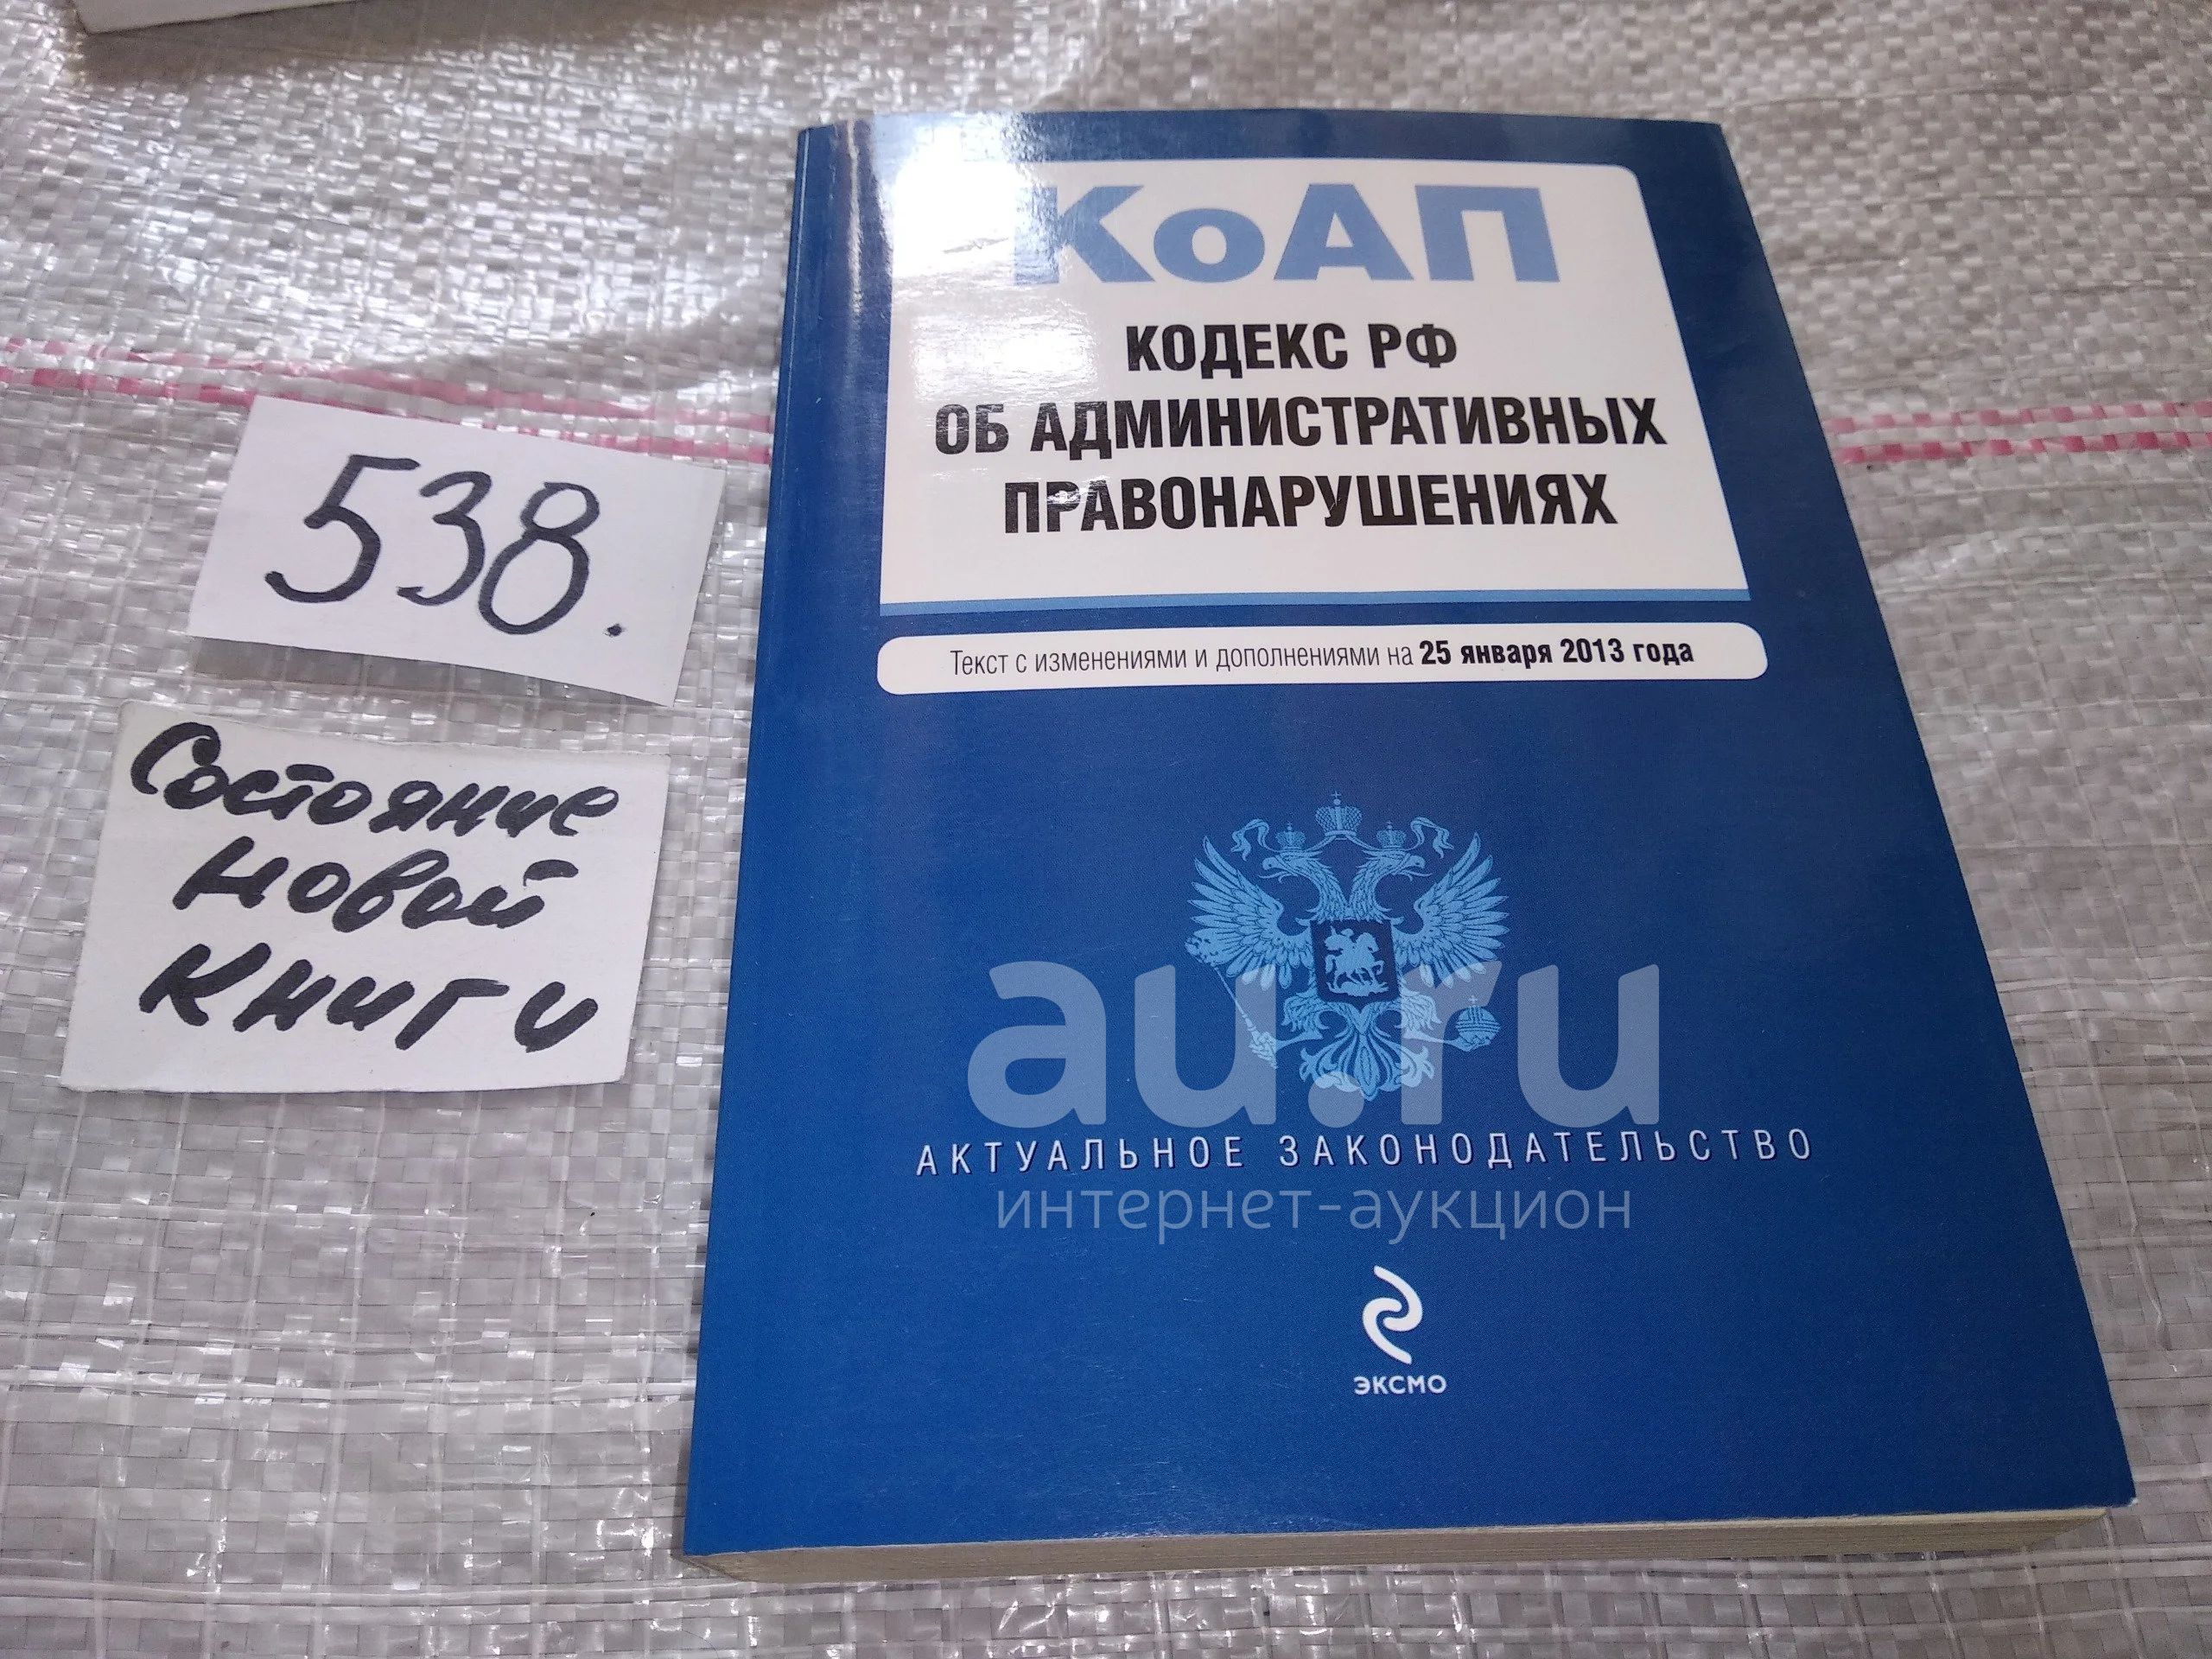 КоАП
КОДЕКС РФ
ОБ АДМИНИСТРАТИВНЫХ
ПРАВОНАРУШЕНИЯХ
Текст с изменениями и дополнениями на 25 января 2013 года
538.
Состояние
новой
книги
au.ru
АКТУАЛЬНОЕ ЗАКОНОДАТЕЛЬСТВО
интернет-аукцион
ЭКСМО